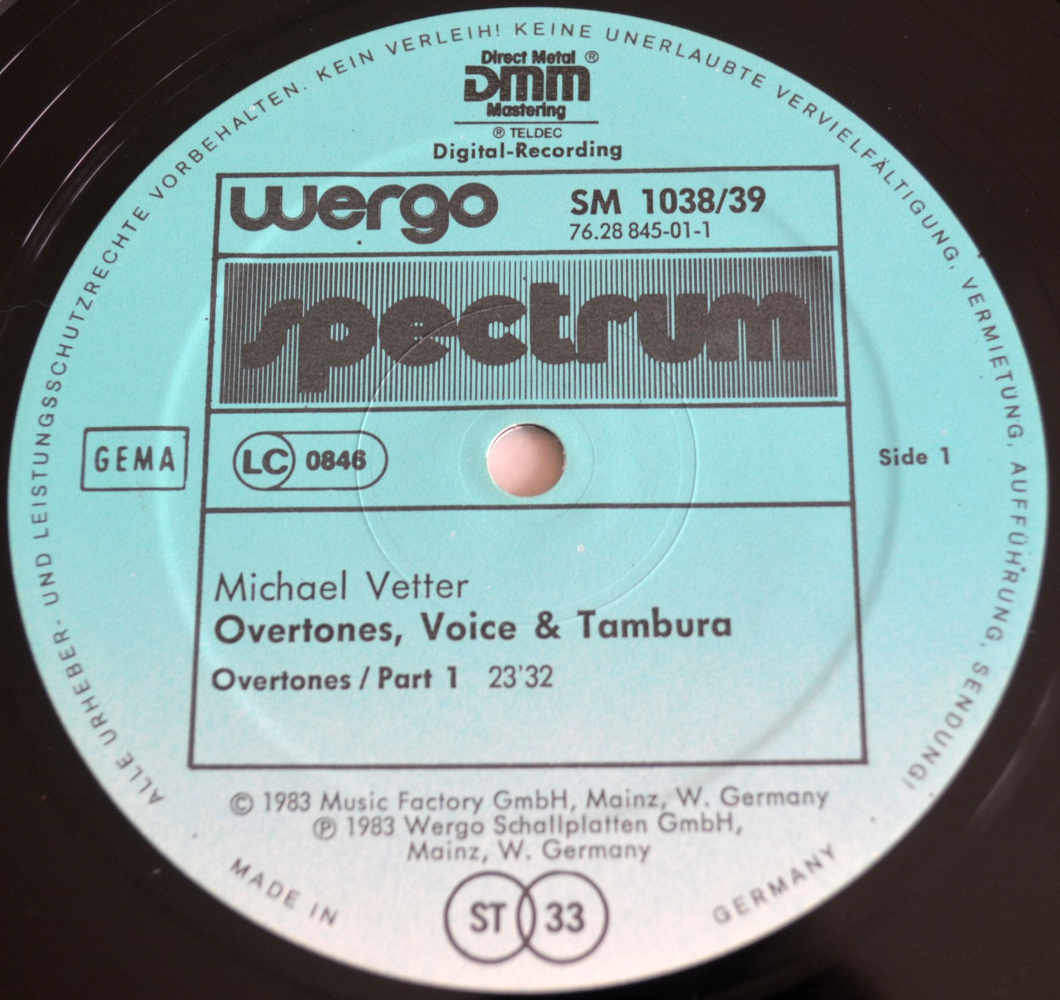 ALLE URHEBER- UND LEISTUNGSSCHUTZRECHTE VORBEHALTEN. KEIN VERLEIH! KEINE UNERLAUBTE VERVIELFÄLTIGUNG, VERMIETUNG, AUFFÜHRUNG, SENDUNG!
Direct Metal ®
DMM
Mastering
® TELDEC
Digital-Recording
wergo SM 1038/39
76.28 845-01-1
spectrum
GEMA LC 0846 Side 1
Michael Vetter
Overtones, Voice & Tambura
Overtones / Part 1 23'32
© 1983 Music Factory GmbH, Mainz, W. Germany
℗ 1983 Wergo Schallplatten GmbH,
Mainz, W. Germany
MADE IN GERMANY
ST 33